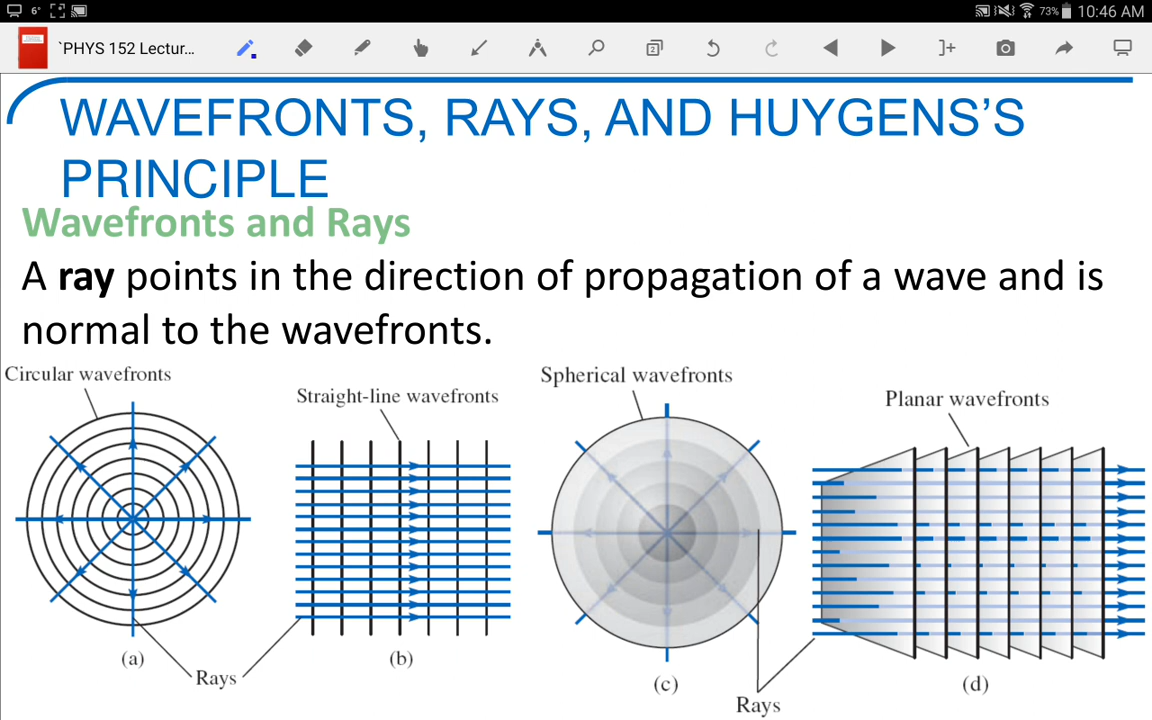 6°
73%
10:46 AM
`PHYS 152 Lectur...
2
]+
WAVEFRONTS, RAYS, AND HUYGENS’S
PRINCIPLE
Wavefronts and Rays
A ray points in the direction of propagation of a wave and is
normal to the wavefronts.
Circular wavefronts
Straight-line wavefronts
Spherical wavefronts
Planar wavefronts
(a)
(b)
Rays
(c)
(d)
Rays